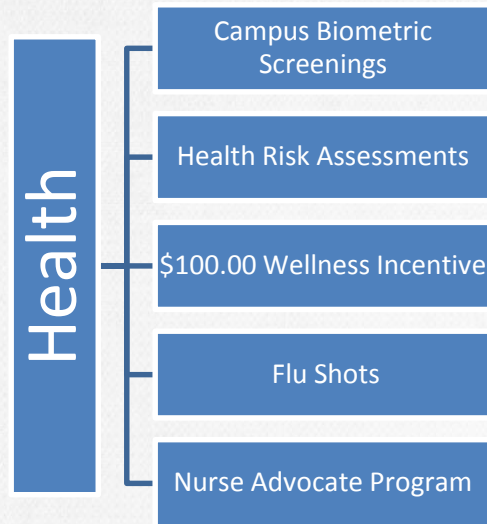 Health
Campus Biometric
Screenings
Health Risk Assessments
$100.00 Wellness Incentive
Flu Shots
Nurse Advocate Program